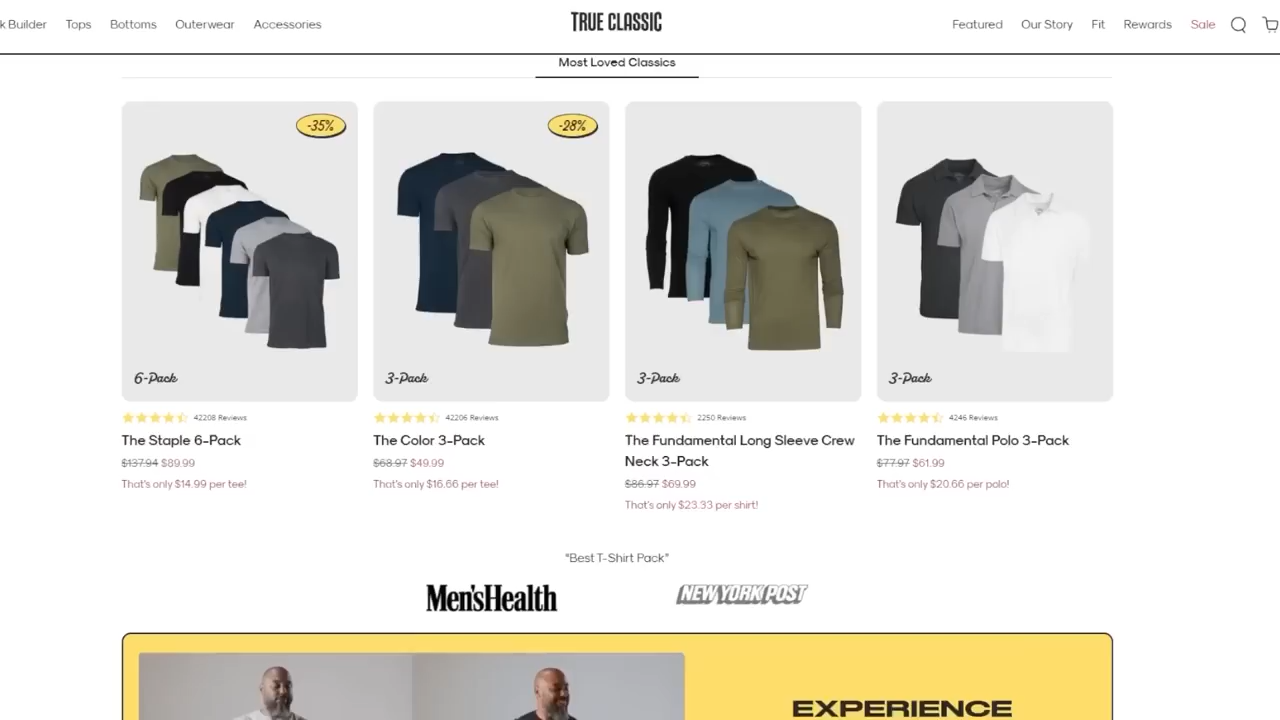 k Builder Tops Bottoms Outerwear Accessories TRUE CLASSIC Featured Our Story Fit Rewards Sale
Most Loved Classics
-35% -28%
6-Pack 3-Pack 3-Pack 3-Pack
42208 Reviews 42206 Reviews 2250 Reviews 4246 Reviews
The Staple 6-Pack
$137.94 $89.99
That's only $14.99 per tee!
The Color 3-Pack
$68.97 $49.99
That's only $16.66 per tee!
The Fundamental Long Sleeve Crew
Neck 3-Pack
$86.97 $69.99
That's only $23.33 per shirt!
The Fundamental Polo 3-Pack
$77.97 $61.99
That's only $20.66 per polo!
"Best T-Shirt Pack"
Men'sHealth NEW YORK POST
EXPERIENCE